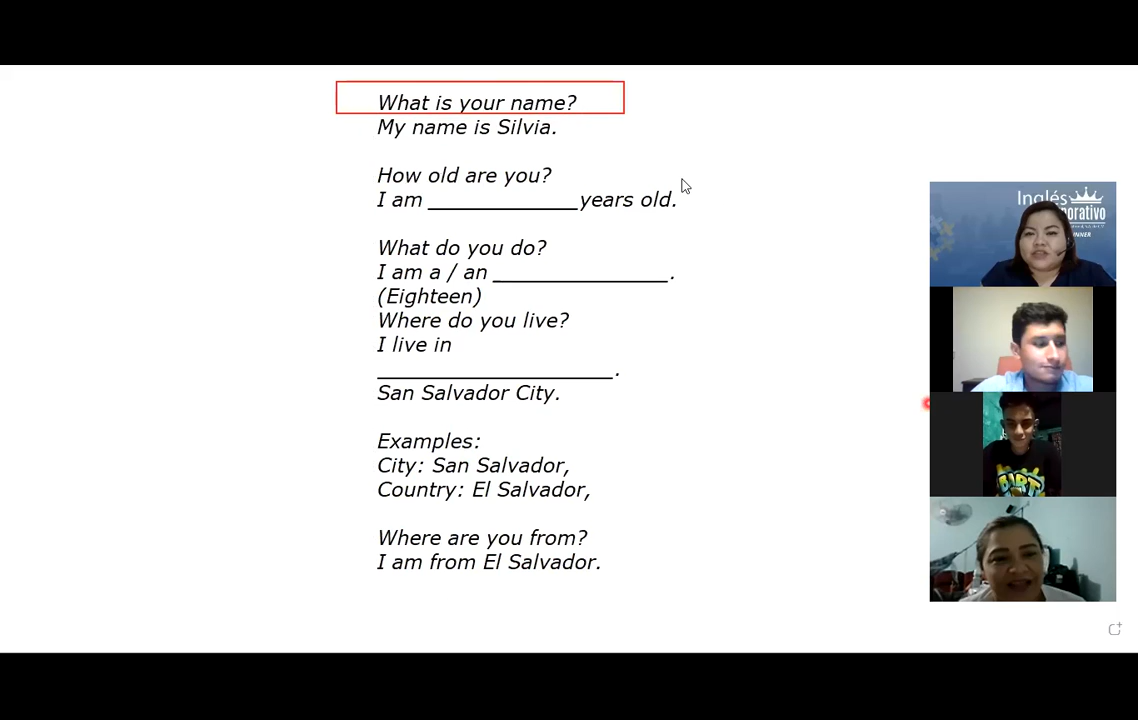 What is your name?
My name is Silvia.
How old are you?
I am ____________years old.
What do you do?
I am a / an ______________.
(Eighteen)
Where do you live?
I live in
___________________.
San Salvador City.
Examples:
City: San Salvador,
Country: El Salvador,
Where are you from?
I am from El Salvador.
Inglés